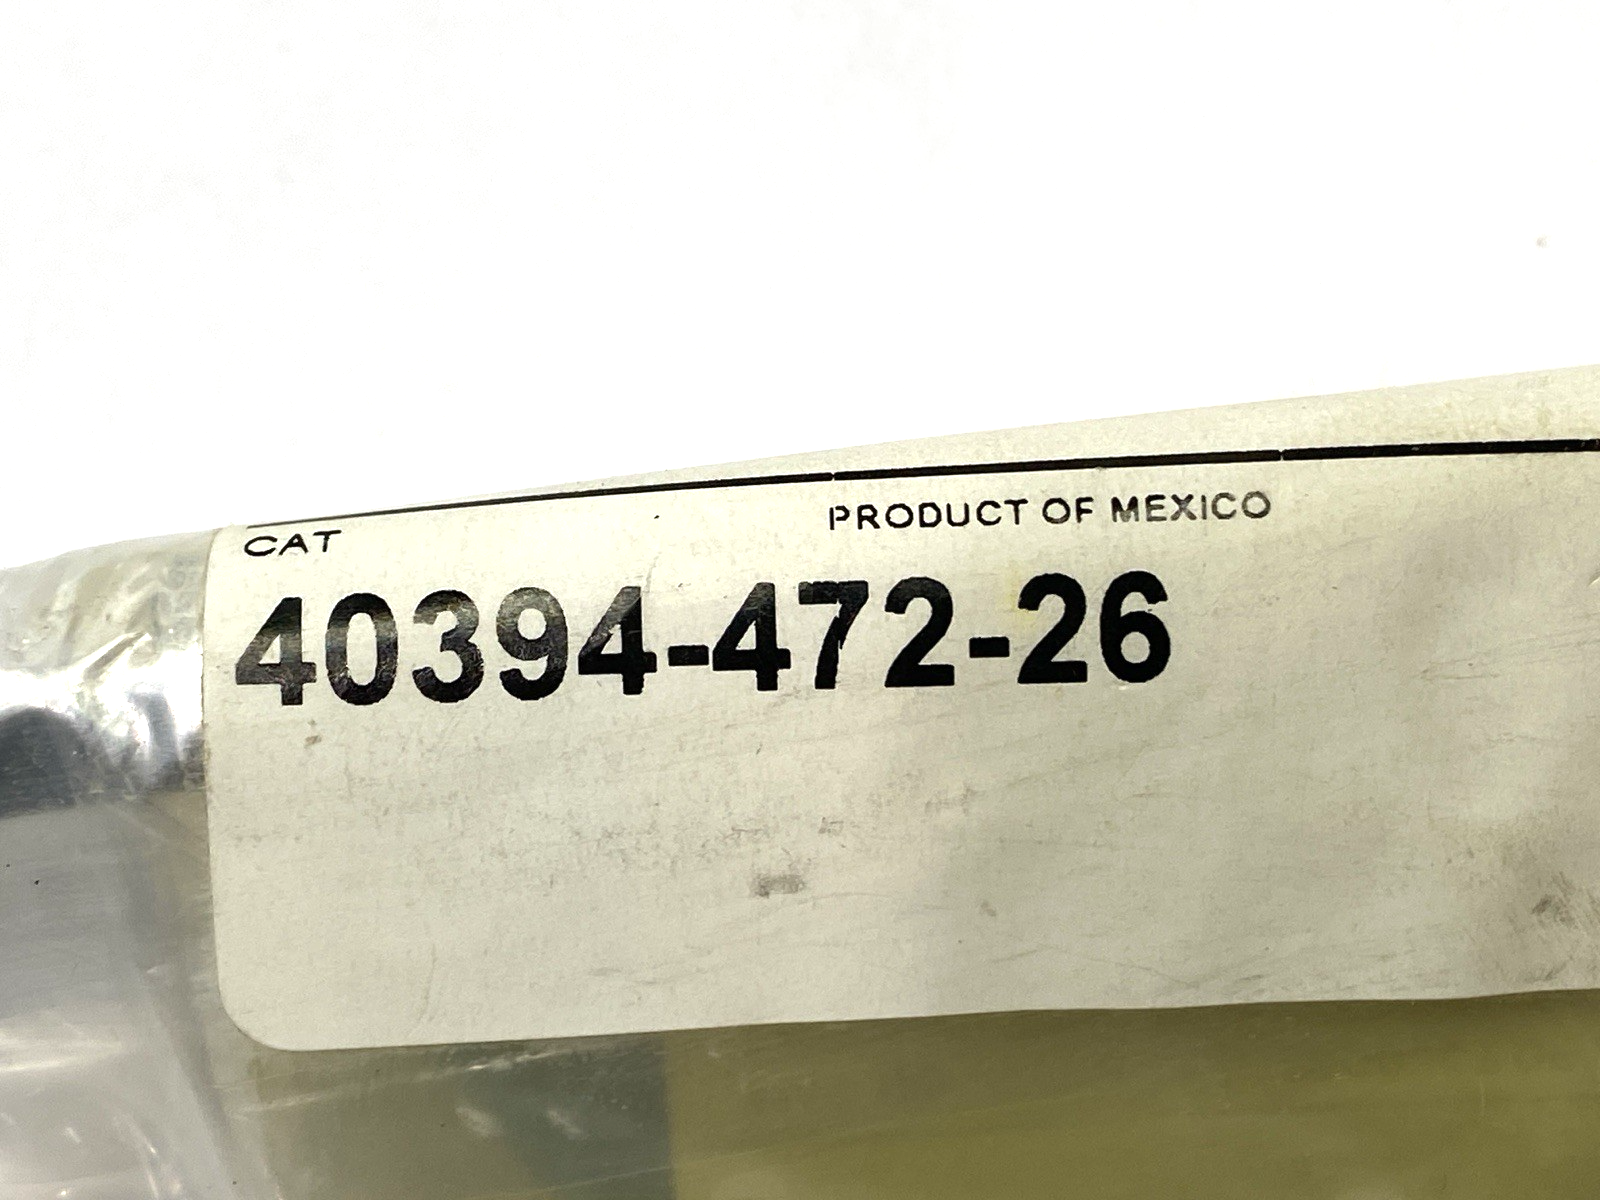 CAT
PRODUCT OF MEXICO
40394-472-26